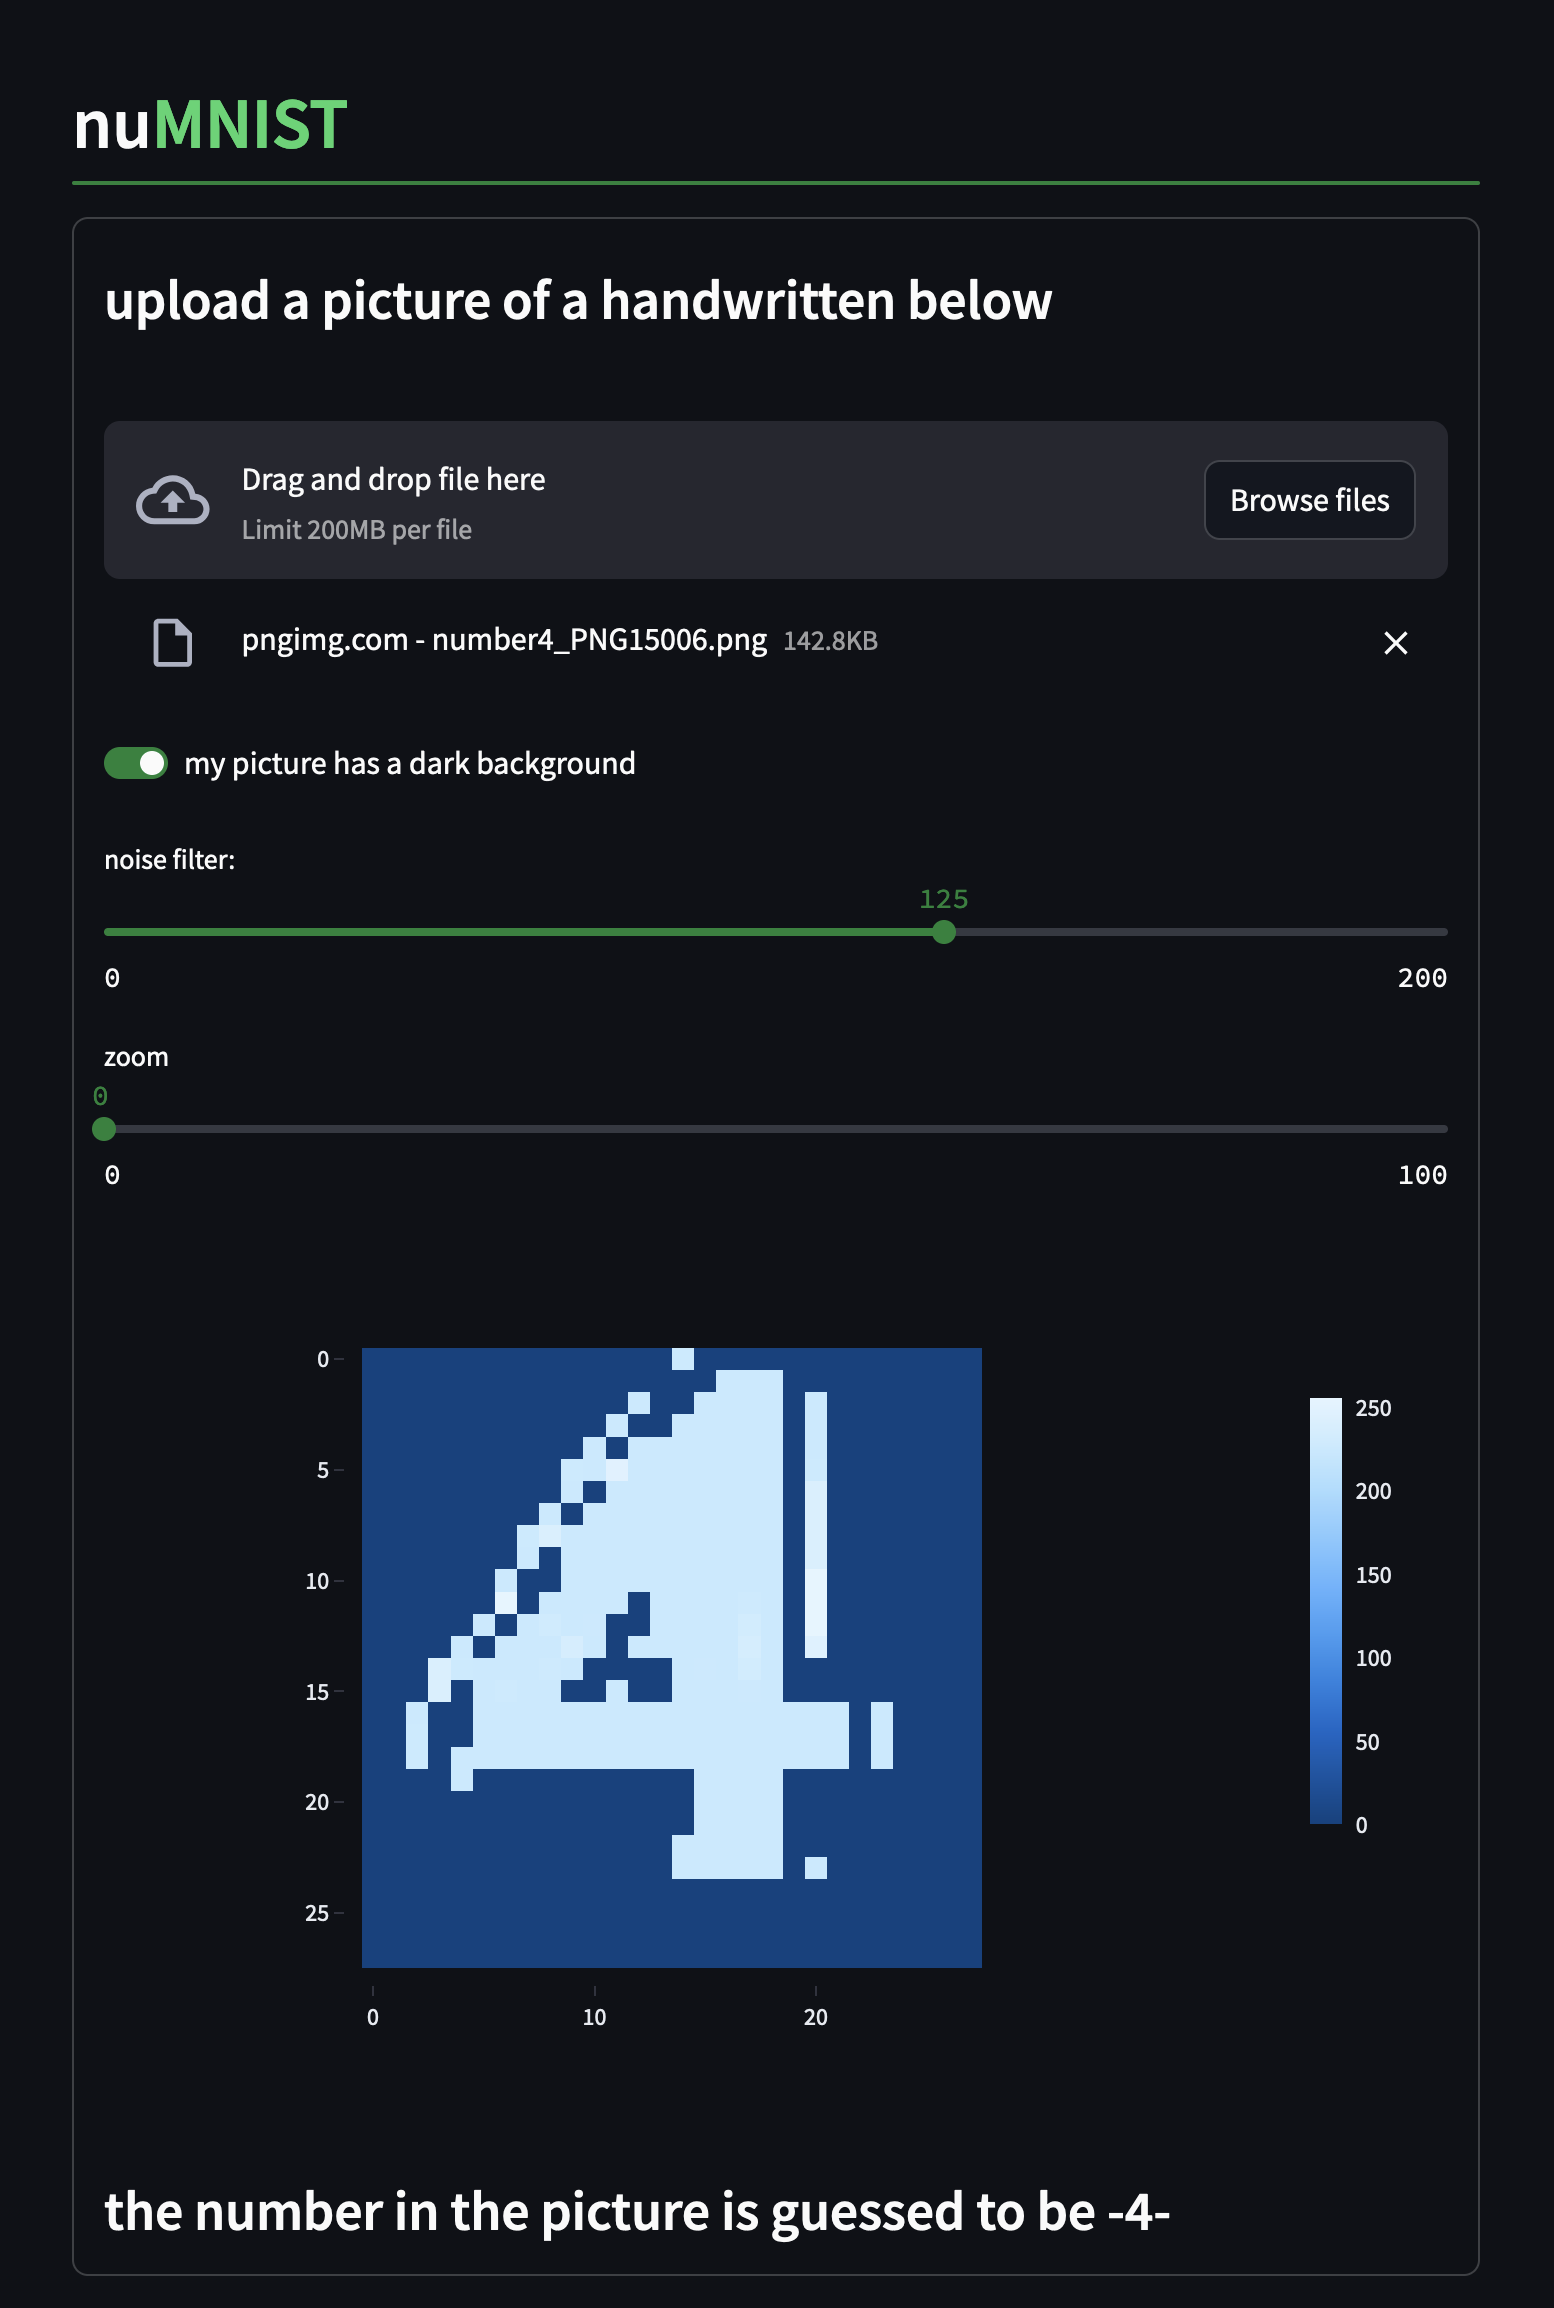 nuMNIST
upload a picture of a handwritten below
Drag and drop file here
Limit 200MB per file
Browse files
pngimg.com - number4_PNG15006.png 142.8KB
my picture has a dark background
noise filter:
125
0 200
zoom
0
0 100
0
5
10
15
20
25
0 10 20
250
200
150
100
50
0
the number in the picture is guessed to be -4-